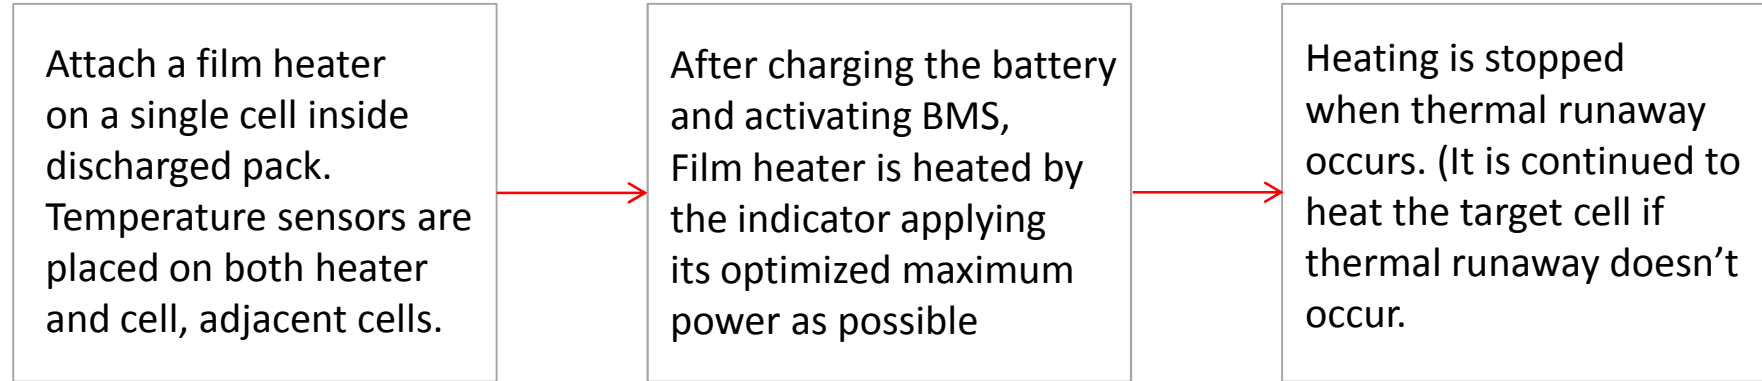 Attach a film heater
on a single cell inside
discharged pack.
Temperature sensors are
placed on both heater
and cell, adjacent cells.
After charging the battery
and activating BMS,
Film heater is heated by
the indicator applying
its optimized maximum
power as possible
Heating is stopped
when thermal runaway
occurs. (It is continued to
heat the target cell if
thermal runaway doesn’t
occur.